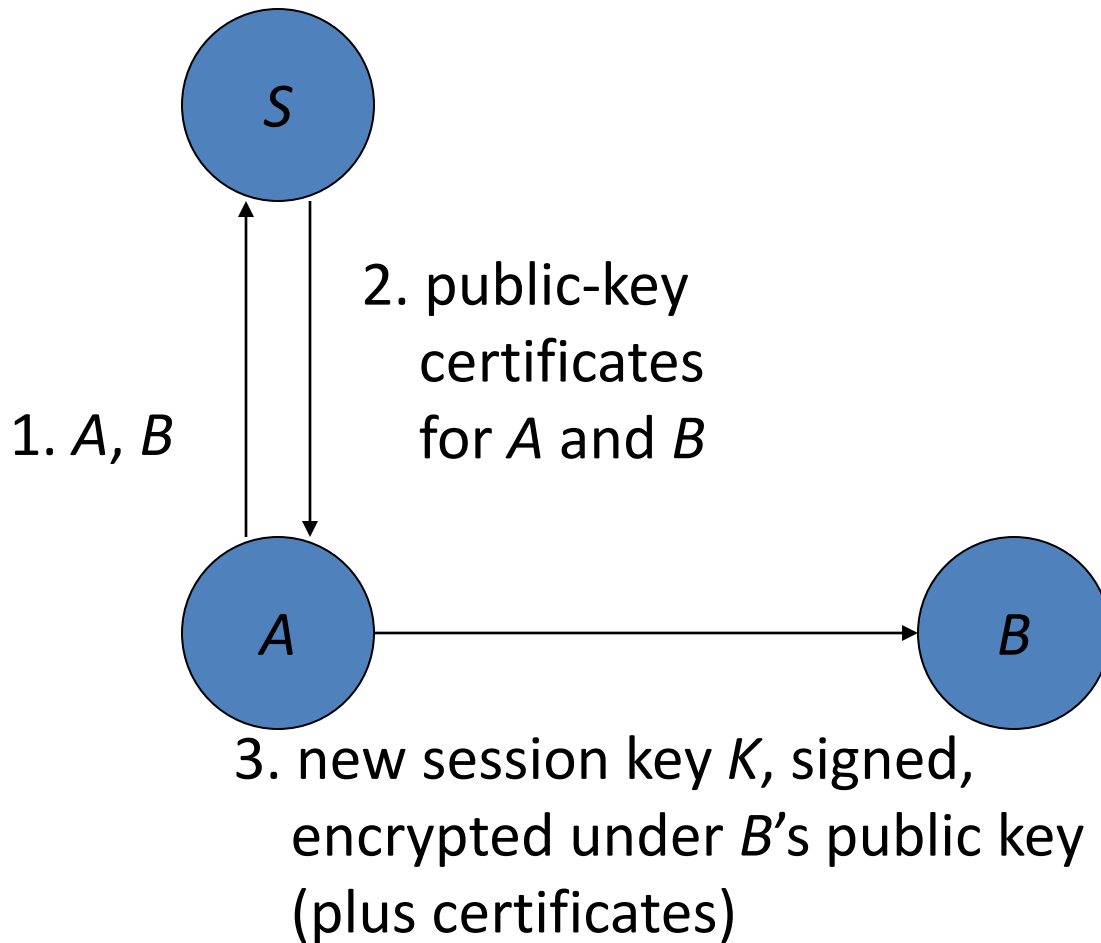 S
2. public-key
certificates
for A and B
1. A, B
A
B
3. new session key K, signed,
encrypted under B’s public key
(plus certificates)